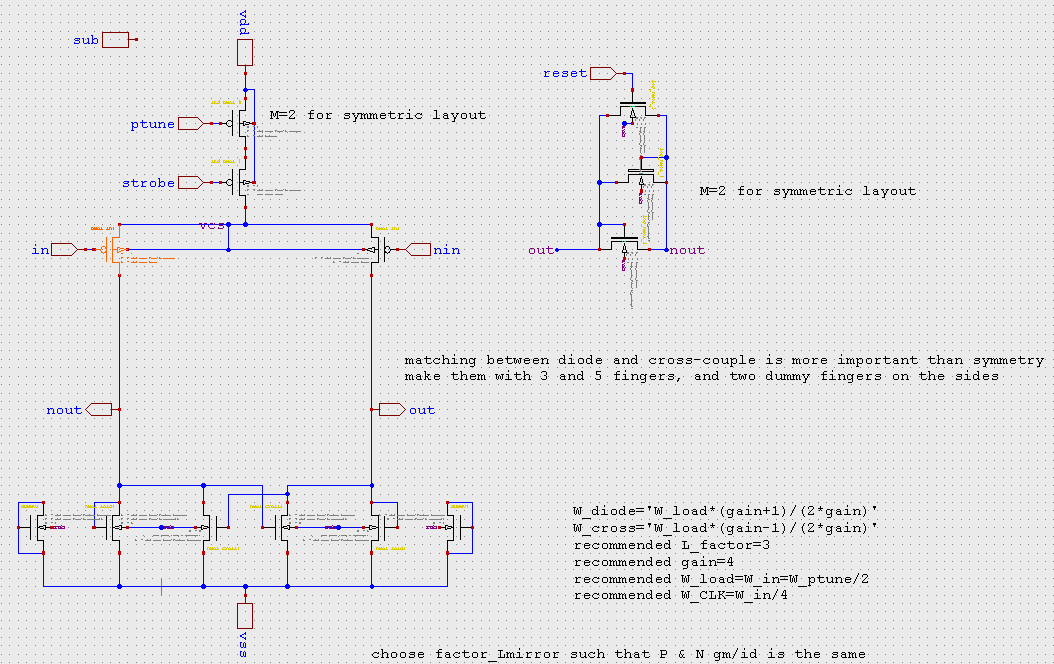 vdd
sub
reset
ptune
M=2 for symmetric layout
strobe
M=2 for symmetric layout
vcs
in
nin
out
nout
matching between diode and cross-couple is more important than symmetry
make them with 3 and 5 fingers, and two dummy fingers on the sides
nout
out
W_diode='W_load*(gain+1)/(2*gain)'
W_cross='W_load*(gain-1)/(2*gain)'
recommended L_factor=3
recommended gain=4
recommended W_load=W_in=W_ptune/2
recommended W_CLK=W_in/4
vss
choose factor_Lmirror such that P & N gm/id is the same